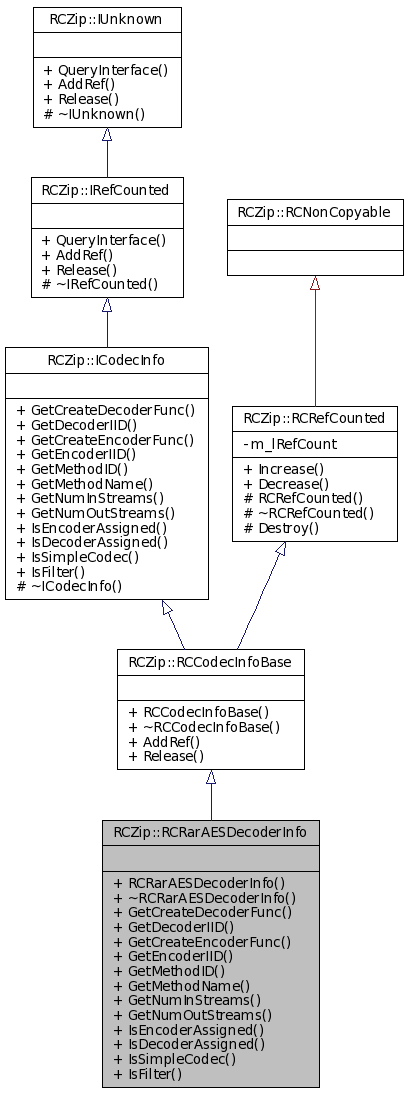 RCZip::IUnknown
+ QueryInterface()
+ AddRef()
+ Release()
# ~IUnknown()
RCZip::IRefCounted
+ QueryInterface()
+ AddRef()
+ Release()
# ~IRefCounted()
RCZip::RCNonCopyable
RCZip::ICodecInfo
+ GetCreateDecoderFunc()
+ GetDecoderIID()
+ GetCreateEncoderFunc()
+ GetEncoderIID()
+ GetMethodID()
+ GetMethodName()
+ GetNumInStreams()
+ GetNumOutStreams()
+ IsEncoderAssigned()
+ IsDecoderAssigned()
+ IsSimpleCodec()
+ IsFilter()
# ~ICodecInfo()
RCZip::RCRefCounted
- m_lRefCount
+ Increase()
+ Decrease()
# RCRefCounted()
# ~RCRefCounted()
# Destroy()
RCZip::RCCodecInfoBase
+ RCCodecInfoBase()
+ ~RCCodecInfoBase()
+ AddRef()
+ Release()
RCZip::RCRarAESDecoderInfo
+ RCRarAESDecoderInfo()
+ ~RCRarAESDecoderInfo()
+ GetCreateDecoderFunc()
+ GetDecoderIID()
+ GetCreateEncoderFunc()
+ GetEncoderIID()
+ GetMethodID()
+ GetMethodName()
+ GetNumInStreams()
+ GetNumOutStreams()
+ IsEncoderAssigned()
+ IsDecoderAssigned()
+ IsSimpleCodec()
+ IsFilter()